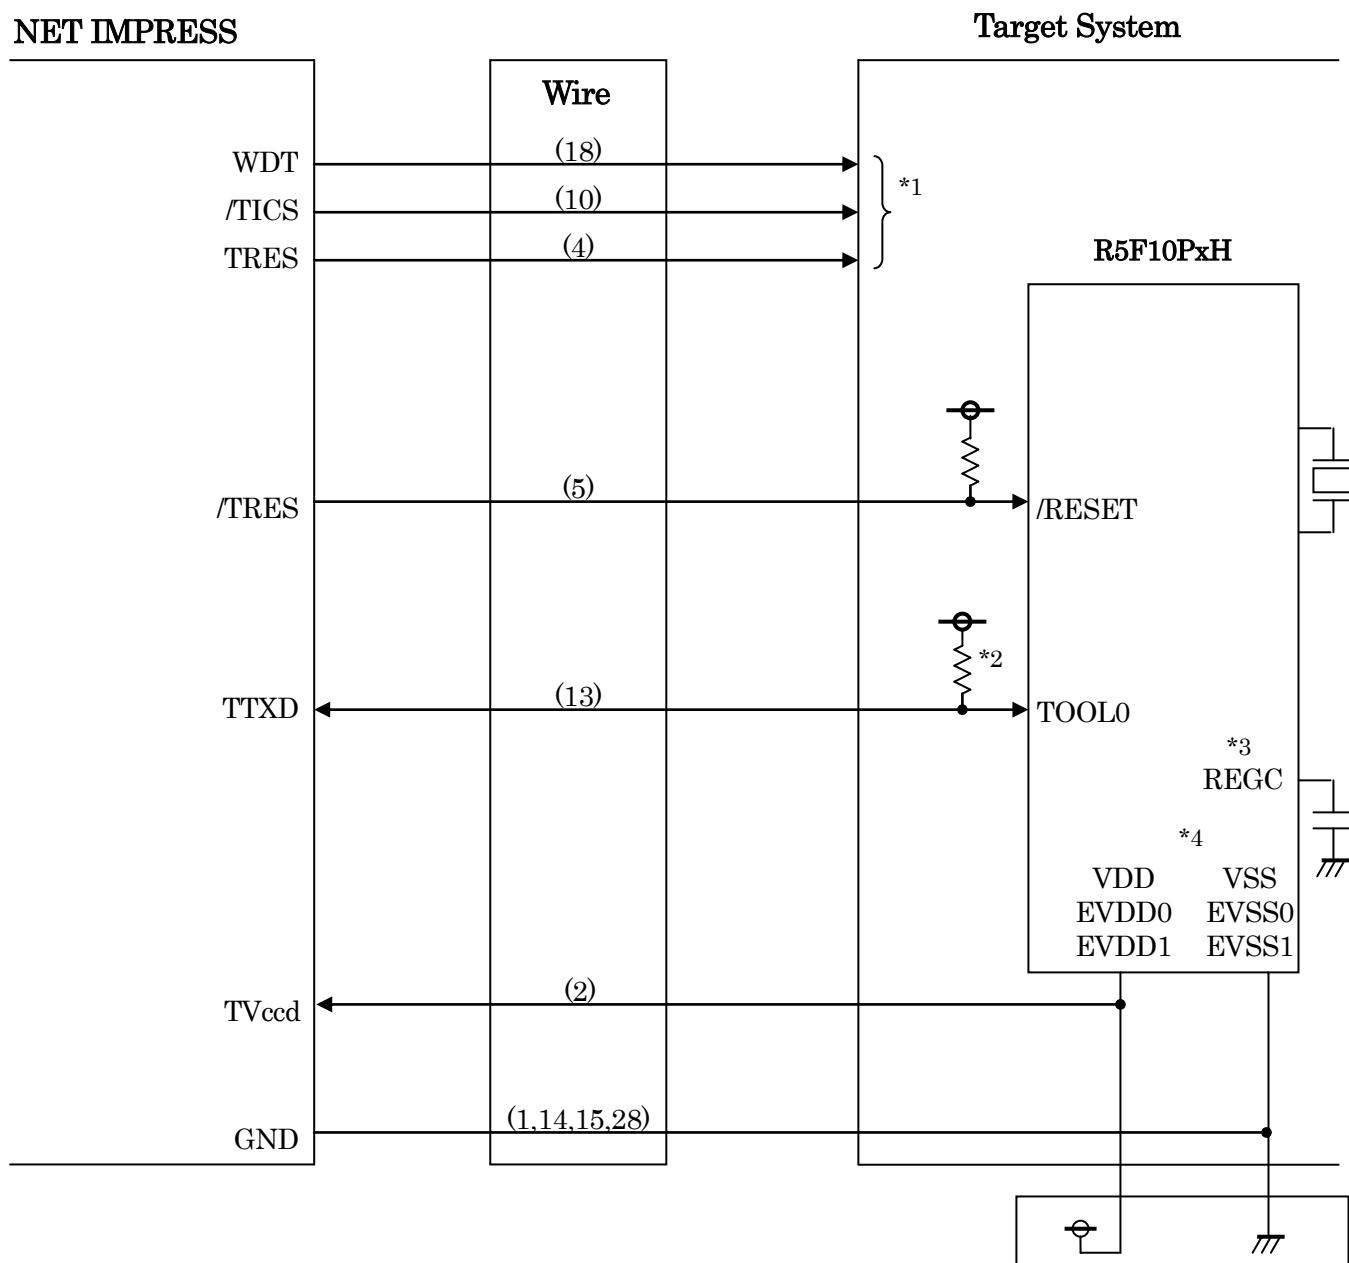 NET IMPRESS
Target System
Wire
WDT
(18)
*1
/TICS
(10)
TRES
(4)
R5F10PxH
/TRES
(5)
/RESET
*2
TTXD
(13)
TOOL0
*3
REGC
*4
VDD VSS
EVDD0 EVSS0
EVDD1 EVSS1
TVccd
(2)
GND
(1,14,15,28)